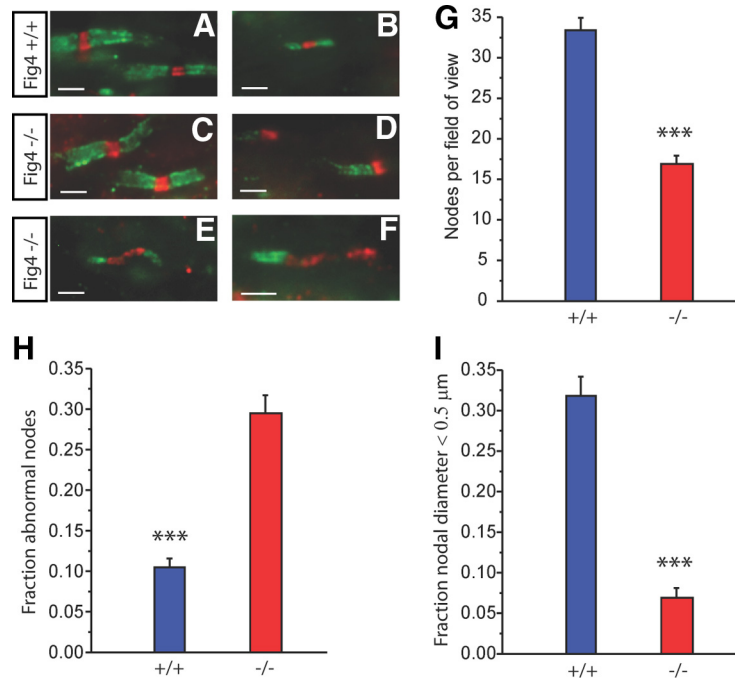 Fig4 +/+
A
B
Fig4 -/-
C
D
Fig4 -/-
E
F
G
Nodes per field of view
35
30
25
20
15
10
5
0
***
+/+
-/-
H
Fraction abnormal nodes
0.35
0.30
0.25
0.20
0.15
0.10
0.05
0.00
***
+/+
-/-
I
Fraction nodal diameter < 0.5 μm
0.35
0.30
0.25
0.20
0.15
0.10
0.05
0.00
***
+/+
-/-